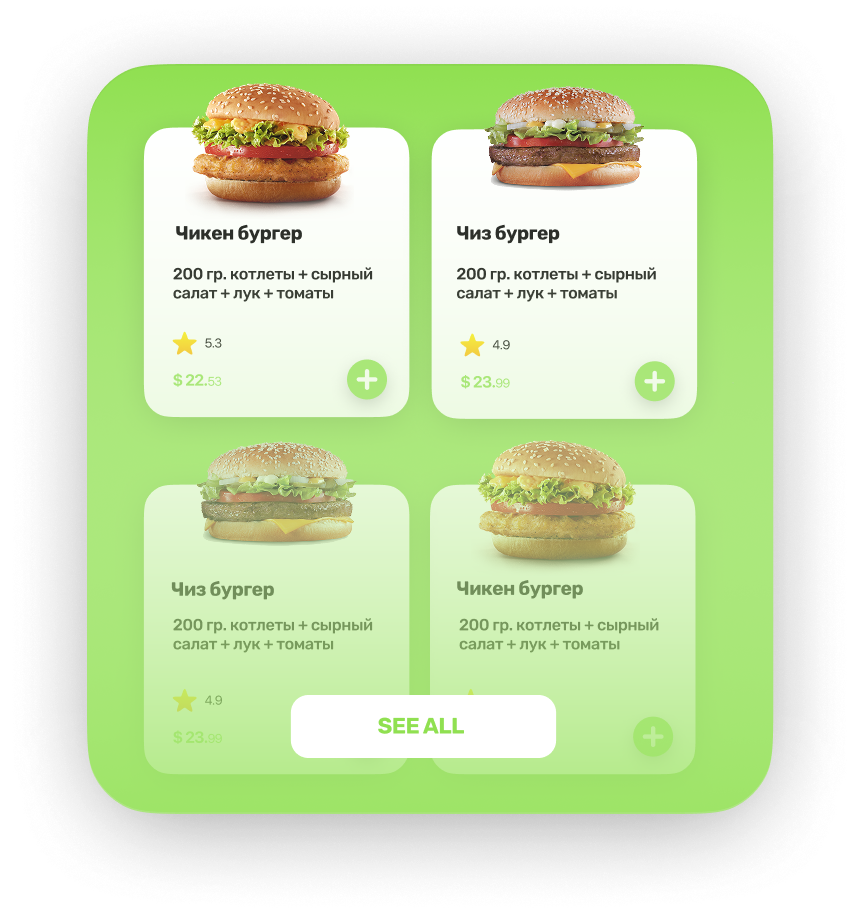 Чикен бургер
200 гр. котлеты + сырный
салат + лук + томаты
5.3
$ 22.53
Чиз бургер
200 гр. котлеты + сырный
салат + лук + томаты
4.9
$ 23.99
Чиз бургер
200 гр. котлеты + сырный
салат + лук + томаты
4.9
$ 23.99
Чикен бургер
200 гр. котлеты + сырный
салат + лук + томаты
SEE ALL